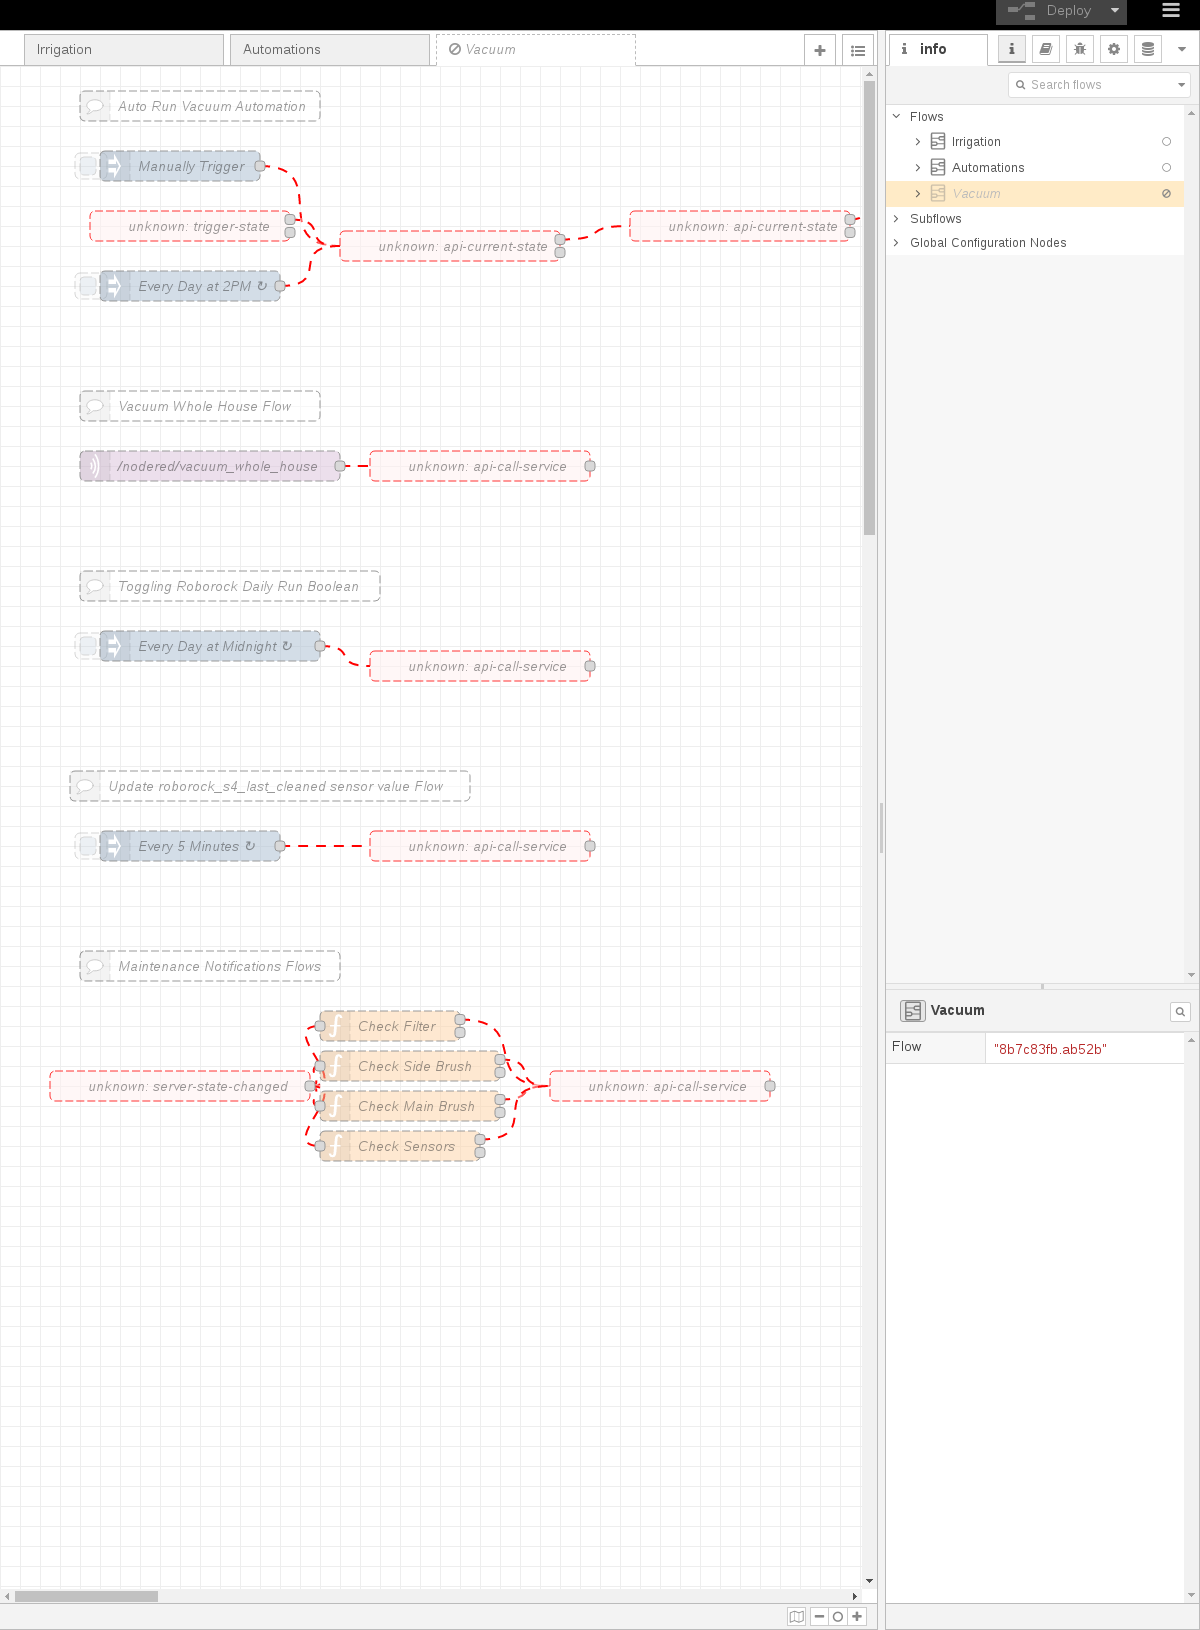 Deploy
Irrigation
Automations
Vacuum
info
Search flows
Auto Run Vacuum Automation
Manually Trigger
unknown: trigger-state
unknown: api-current-state
unknown: api-current-state
Every Day at 2PM ↻
Vacuum Whole House Flow
/nodered/vacuum_whole_house
unknown: api-call-service
Toggling Roborock Daily Run Boolean
Every Day at Midnight ↻
unknown: api-call-service
Update roborock_s4_last_cleaned sensor value Flow
Every 5 Minutes ↻
unknown: api-call-service
Maintenance Notifications Flows
Check Filter
Check Side Brush
unknown: server-state-changed
unknown: api-call-service
Check Main Brush
Check Sensors
Flows
Irrigation
Automations
Vacuum
Subflows
Global Configuration Nodes
Vacuum
Flow
"8b7c83fb.ab52b"